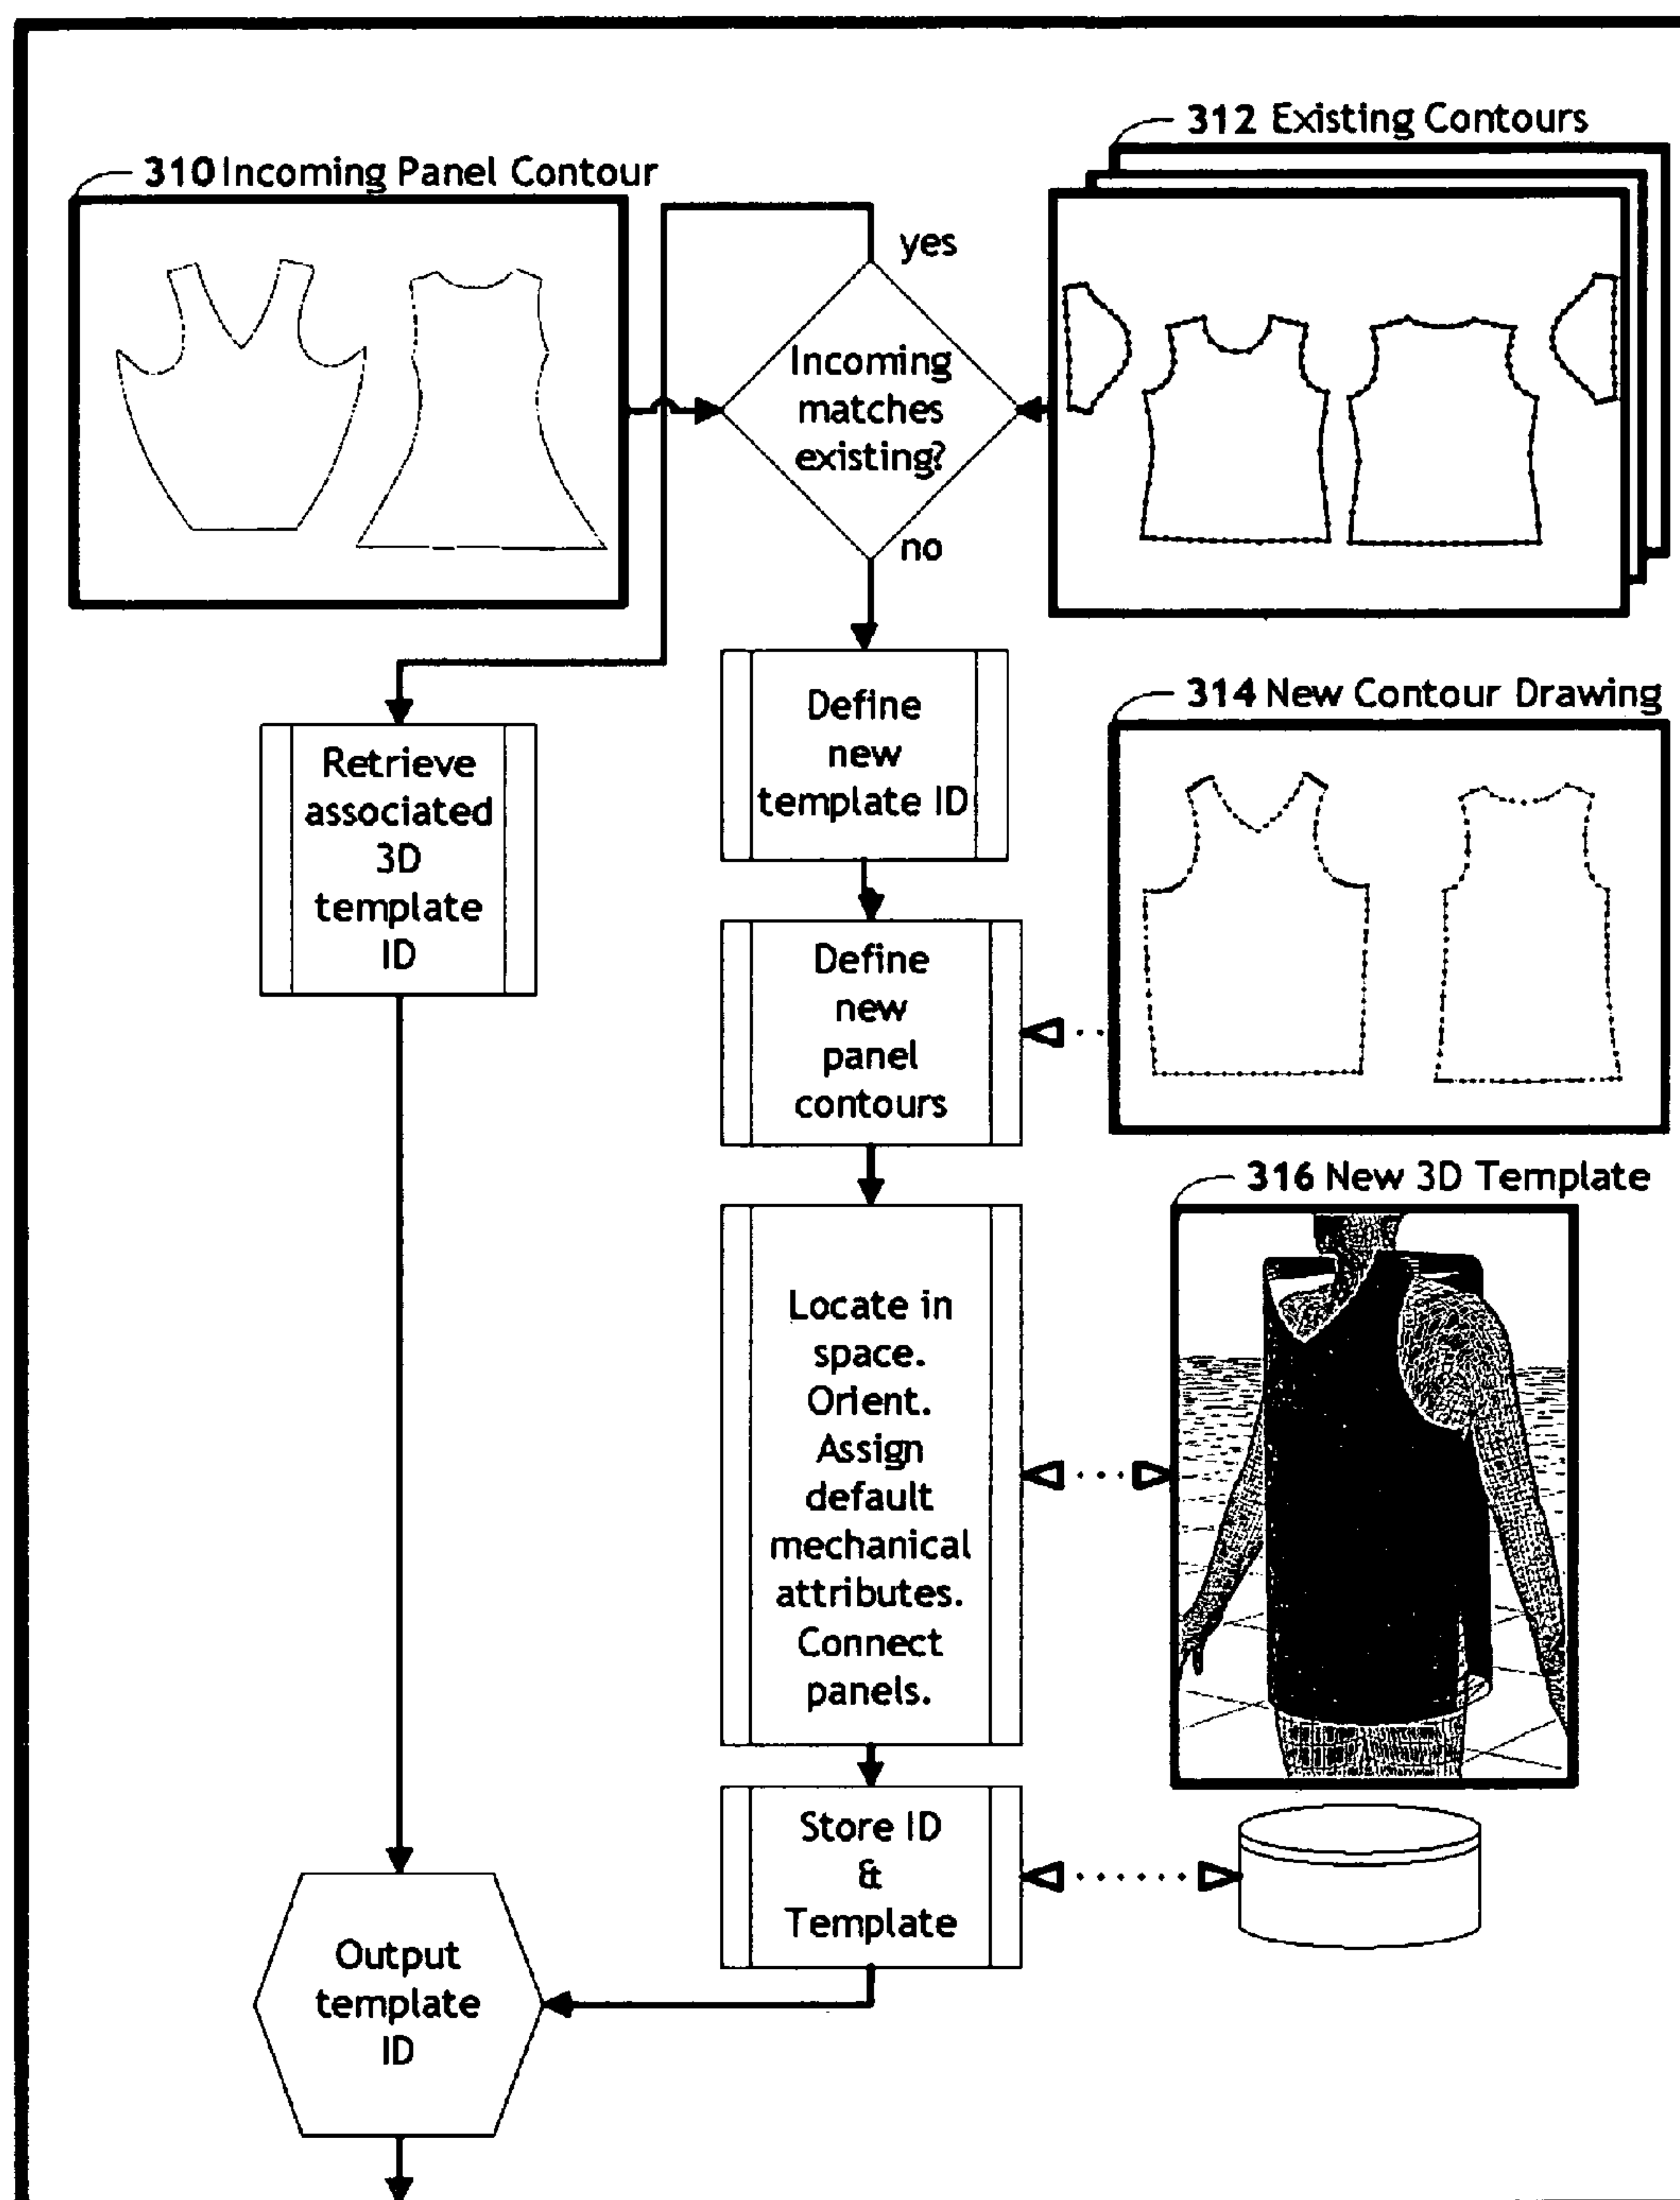 312 Existing Contours
310 Incoming Panel Contour
yes
Incoming
matches
existing?
no
314 New Contour Drawing
Define
new
template ID
Retrieve
associated
3D
template
ID
Define
new
panel
contours
316 New 3D Template
Locate in
space.
Orient.
Assign
default
mechanical
attributes.
Connect
panels.
Store ID
&
Template
Output
template
ID